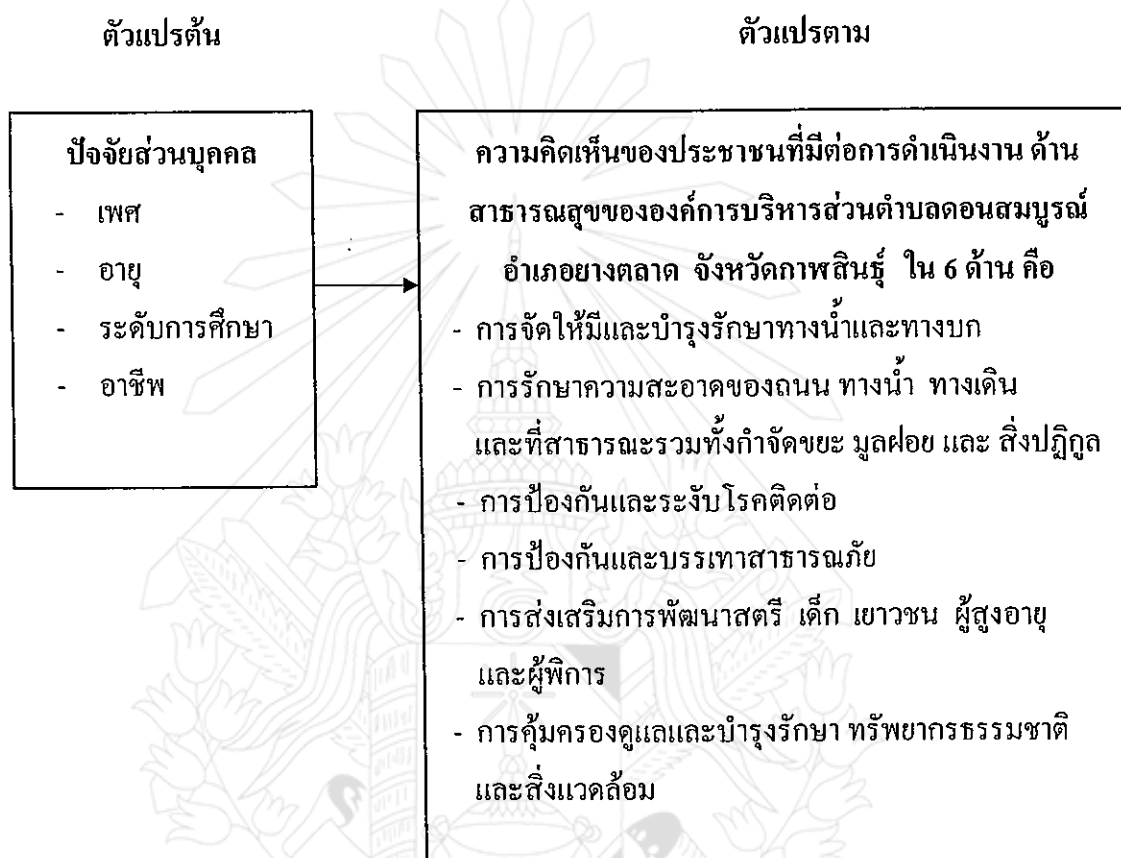 ตัวแปรต้น
ตัวแปรตาม
ปัจจัยส่วนบุคคล
- เพศ
- อายุ
- ระดับการศึกษา
- อาชีพ
ความคิดเห็นของประชาชนที่มีต่อการดำเนินงาน ด้าน
สาธารณสุขขององค์การบริหารส่วนตำบลดอนสมบูรณ์
อำเภอยางตลาด จังหวัดกาฬสินธุ์ ใน 6 ด้าน คือ
- การจัดให้มีและบำรุงรักษาทางน้ำและทางบก
- การรักษาความสะอาดของถนน ทางน้ำ ทางเดิน
และที่สาธารณะรวมทั้งกำจัดขยะ มูลฝอย และ สิ่งปฏิกูล
- การป้องกันและระงับโรคติดต่อ
- การป้องกันและบรรเทาสาธารณภัย
- การส่งเสริมการพัฒนาสตรี เด็ก เยาวชน ผู้สูงอายุ
และผู้พิการ
- การคุ้มครองดูแลและบำรุงรักษา ทรัพยากรธรรมชาติ
และสิ่งแวดล้อม